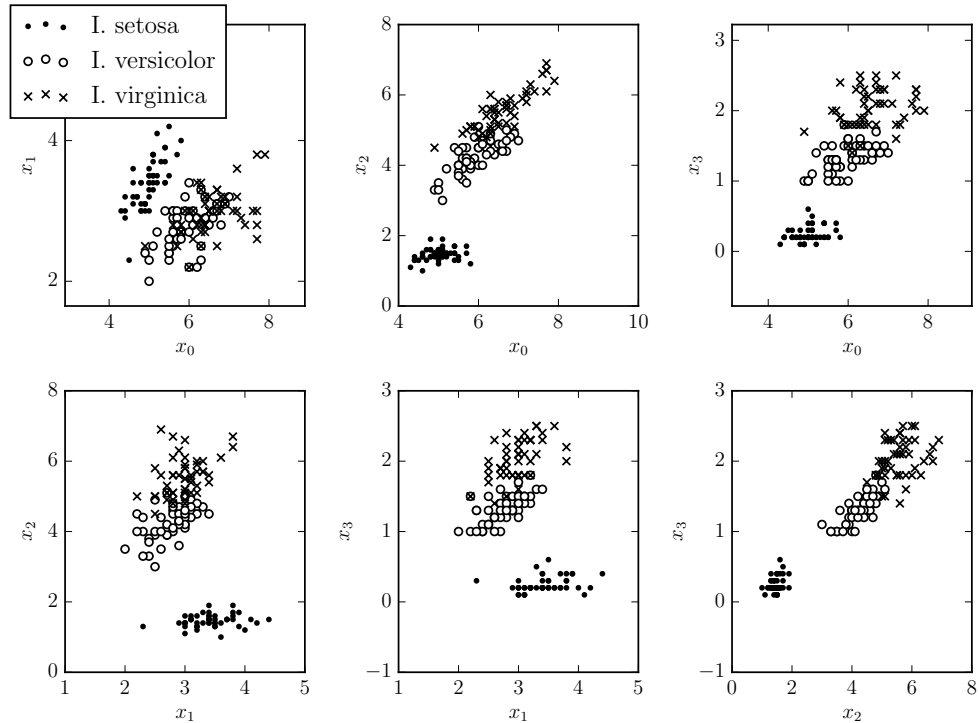 I. setosa
I. versicolor
I. virginica
4
2
x₁
4 6 8
x₀
8
6
4
2
0
x₂
4 6 8 10
x₀
3
2
1
0
x₃
4 6 8
x₀
8
6
4
2
0
x₂
1 2 3 4 5
x₁
3
2
1
0
−1
x₃
1 2 3 4 5
x₁
3
2
1
0
−1
x₃
0 2 4 6 8
x₂